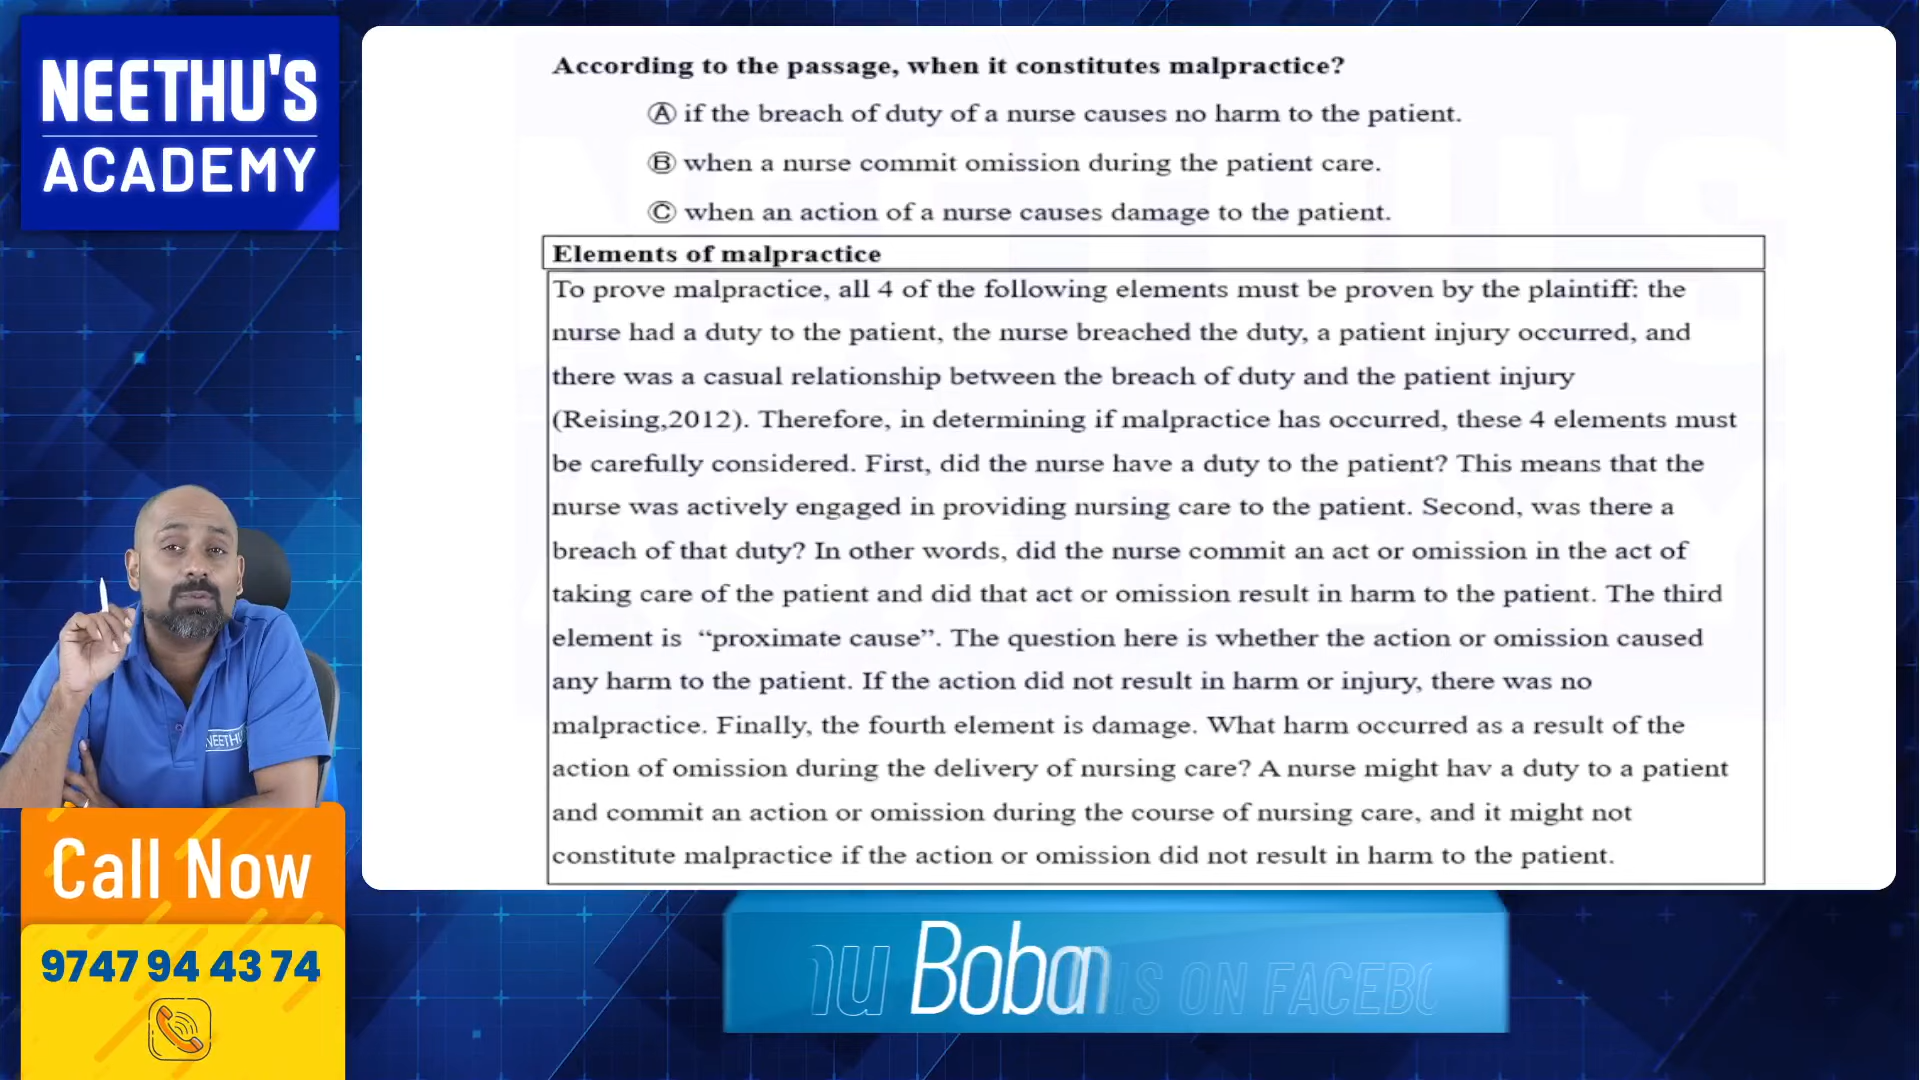 NEETHU'S
ACADEMY
According to the passage, when it constitutes malpractice?
Ⓐ if the breach of duty of a nurse causes no harm to the patient.
Ⓑ when a nurse commit omission during the patient care.
Ⓒ when an action of a nurse causes damage to the patient.
Elements of malpractice
To prove malpractice, all 4 of the following elements must be proven by the plaintiff: the
nurse had a duty to the patient, the nurse breached the duty, a patient injury occurred, and
there was a casual relationship between the breach of duty and the patient injury
(Reising,2012). Therefore, in determining if malpractice has occurred, these 4 elements must
be carefully considered. First, did the nurse have a duty to the patient? This means that the
nurse was actively engaged in providing nursing care to the patient. Second, was there a
breach of that duty? In other words, did the nurse commit an act or omission in the act of
taking care of the patient and did that act or omission result in harm to the patient. The third
element is “proximate cause”. The question here is whether the action or omission caused
any harm to the patient. If the action did not result in harm or injury, there was no
malpractice. Finally, the fourth element is damage. What harm occurred as a result of the
action of omission during the delivery of nursing care? A nurse might hav a duty to a patient
and commit an action or omission during the course of nursing care, and it might not
constitute malpractice if the action or omission did not result in harm to the patient.
NEETHU
Call Now
9747 94 43 74
Boban IS ON